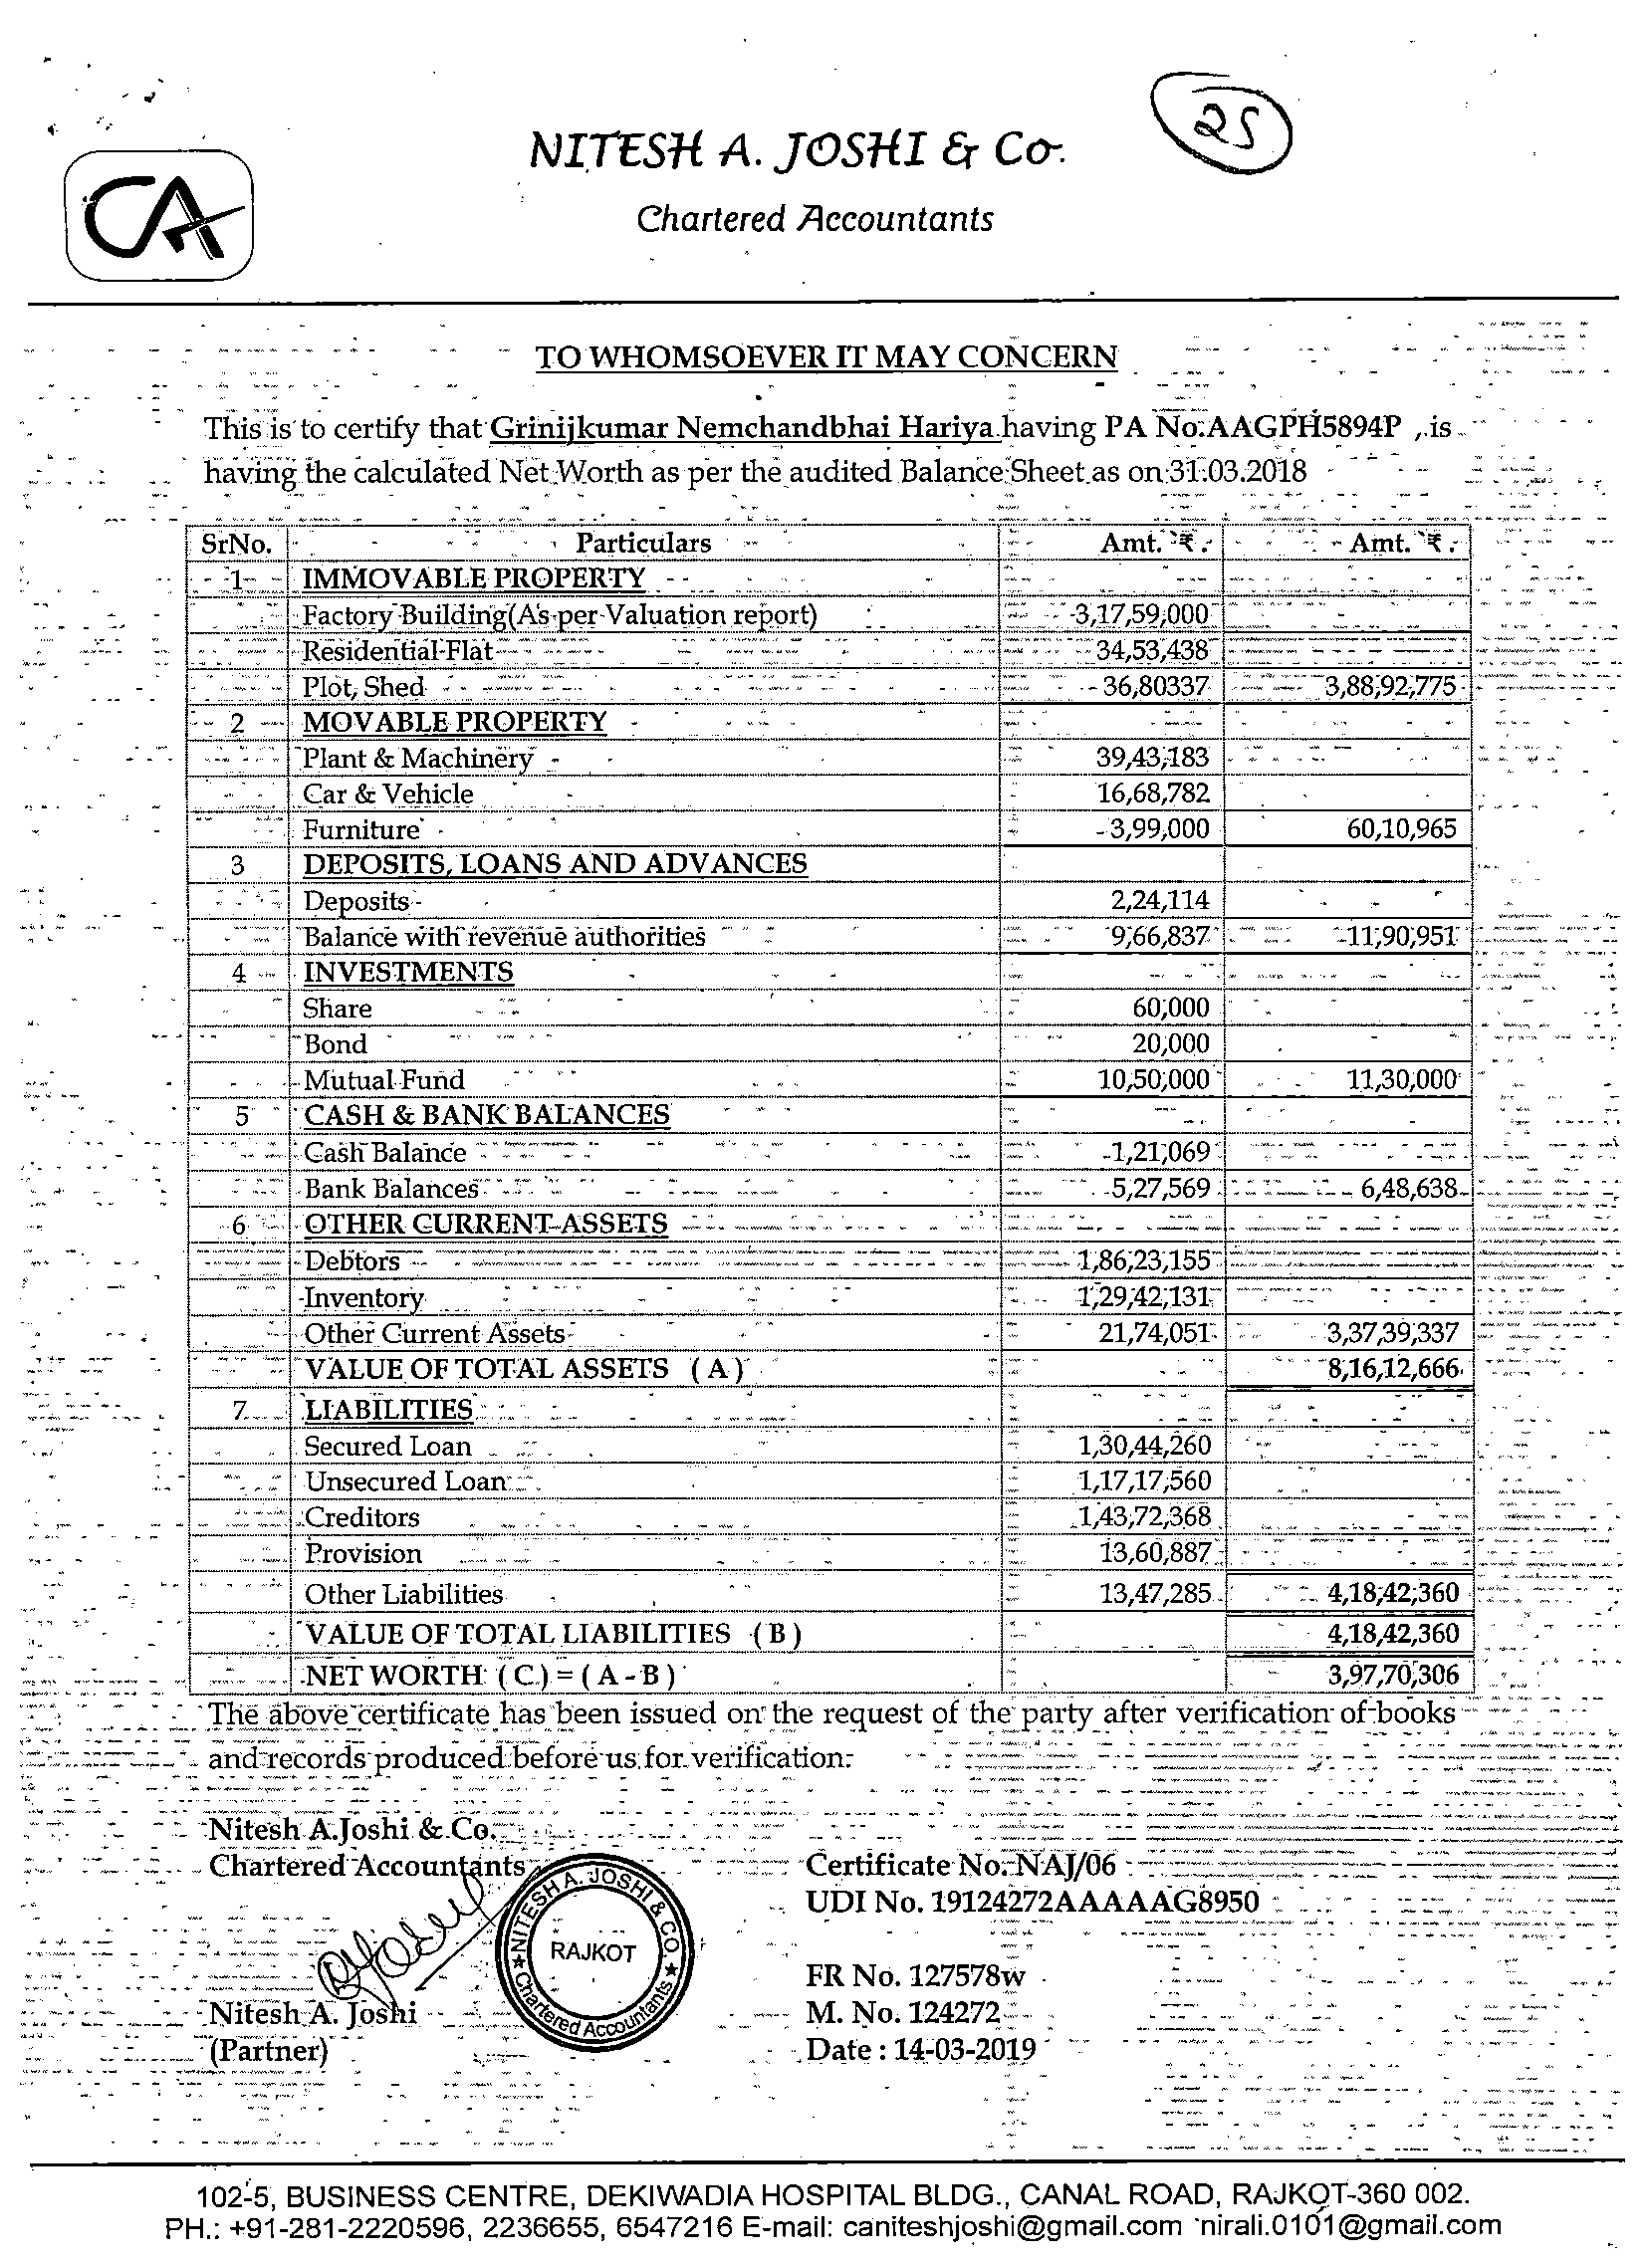 25
NITESH A. JOSHI & Co.
CA
Chartered Accountants
TO WHOMSOEVER IT MAY CONCERN
This is to certify that Grinijkumar Nemchandbhai Hariya having PA No.AAGPH5894P , is
having the calculated Net Worth as per the audited Balance Sheet as on 31.03.2018
SrNo. Particulars Amt. ₹ . Amt. ₹ .
1 IMMOVABLE PROPERTY
Factory Building(As per Valuation report) 3,17,59,000
Residential Flat 34,53,438
Plot, Shed 36,80337 3,88,92,775
2 MOVABLE PROPERTY
Plant & Machinery 39,43,183
Car & Vehicle 16,68,782
Furniture 3,99,000 60,10,965
3 DEPOSITS, LOANS AND ADVANCES
Deposits 2,24,114
Balance with revenue authorities 9,66,837 11,90,951
4 INVESTMENTS
Share 60,000
Bond 20,000
Mutual Fund 10,50,000 11,30,000
5 CASH & BANK BALANCES
Cash Balance 1,21,069
Bank Balances 5,27,569 6,48,638
6 OTHER CURRENT ASSETS
Debtors 1,86,23,155
Inventory 1,29,42,131
Other Current Assets 21,74,051 3,37,39,337
VALUE OF TOTAL ASSETS ( A ) 8,16,12,666
7 LIABILITIES
Secured Loan 1,30,44,260
Unsecured Loan 1,17,17,560
Creditors 1,43,72,368
Provision 13,60,887
Other Liabilities 13,47,285 4,18,42,360
VALUE OF TOTAL LIABILITIES ( B ) 4,18,42,360
NET WORTH ( C ) = ( A - B ) 3,97,70,306
The above certificate has been issued on the request of the party after verification of books
and records produced before us for verification.
Nitesh A.Joshi & Co.
Chartered Accountants
Certificate No. NAJ/06
UDI No. 19124272AAAAAG8950
NITESH A. JOSHI & CO.
RAJKOT
Chartered Accountants
FR No. 127578w
M. No. 124272
Date : 14-03-2019
Nitesh A. Joshi
(Partner)
102-5, BUSINESS CENTRE, DEKIWADIA HOSPITAL BLDG., CANAL ROAD, RAJKOT-360 002.
PH.: +91-281-2220596, 2236655, 6547216 E-mail: caniteshjoshi@gmail.com nirali.0101@gmail.com